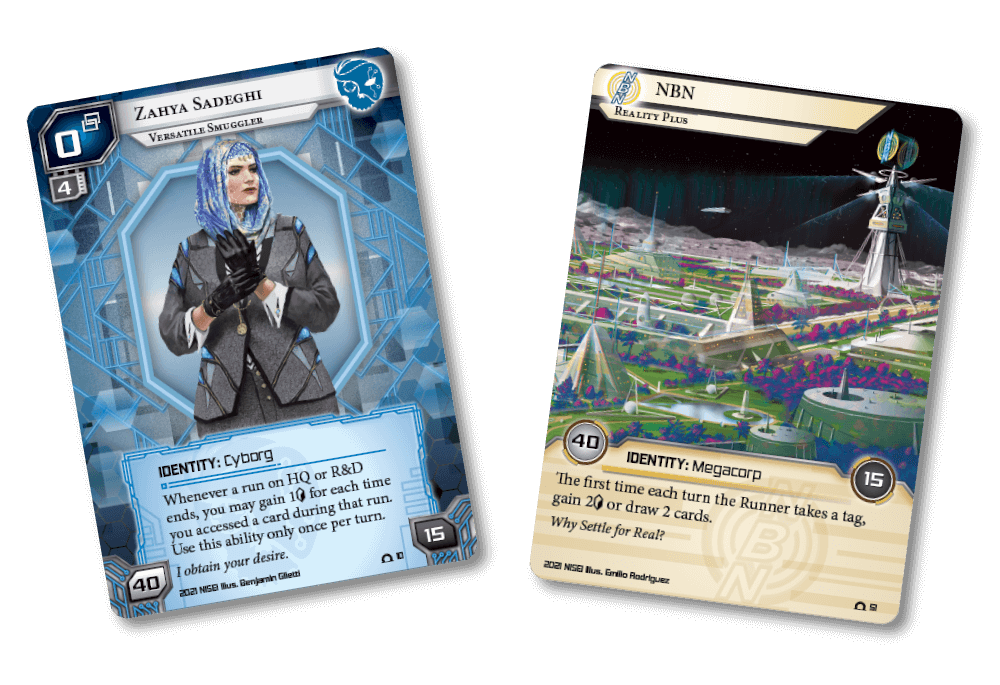 Zahya Sadeghi
Versatile Smuggler
0
4
IDENTITY: Cyborg
Whenever a run on HQ or R&D
ends, you may gain 1 for each time
you accessed a card during that run.
Use this ability only once per turn.
I obtain your desire.
15
40
2021 NISEI Illus. Benjamin Giletti
NBN
NBN
Reality Plus
40
IDENTITY: Megacorp
15
The first time each turn the Runner takes a tag,
gain 2 or draw 2 cards.
Why Settle for Real?
NBN
2021 NISEI Illus. Emilio Rodríguez